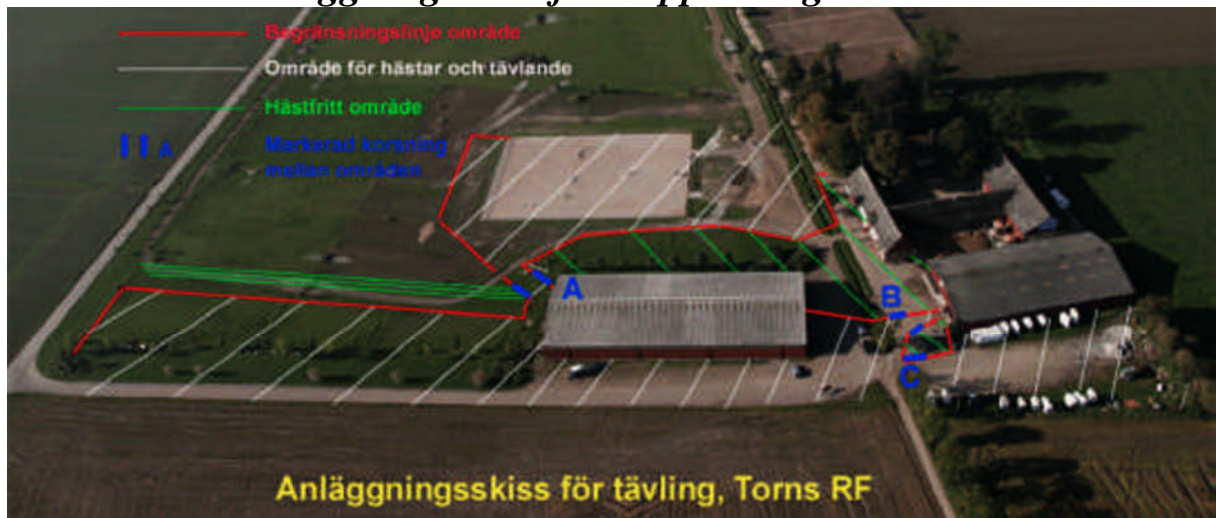 Begränsningslinje område
Område för hästar och tävlande
Hästfritt område
A
Markerad korsning
mellan områden
A
B
C
Anläggningsskiss för tävling, Torns RF